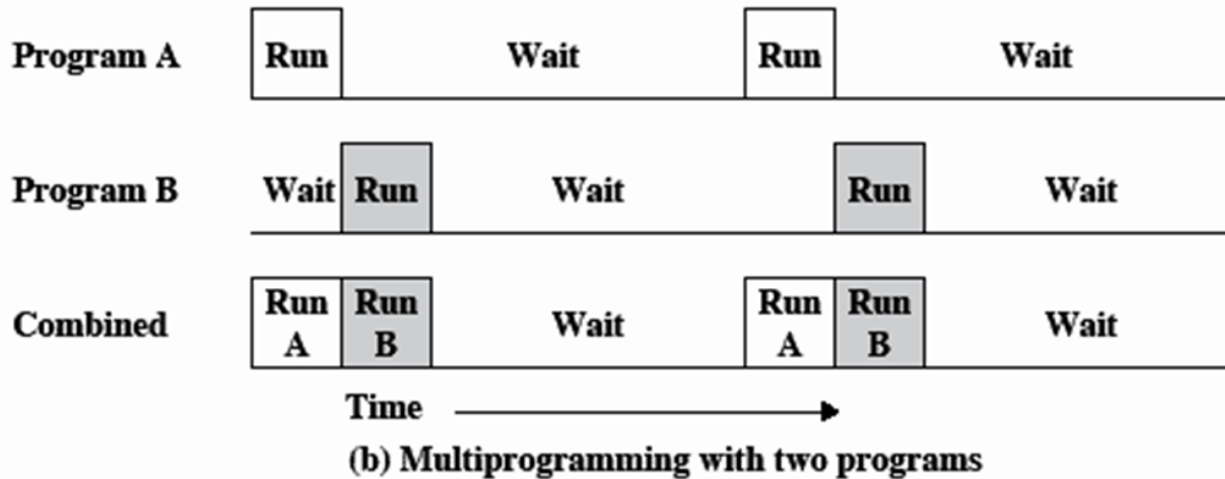 Program A Run Wait Run Wait
Program B Wait Run Wait Run Wait
Combined Run A Run B Wait Run A Run B Wait
Time
(b) Multiprogramming with two programs